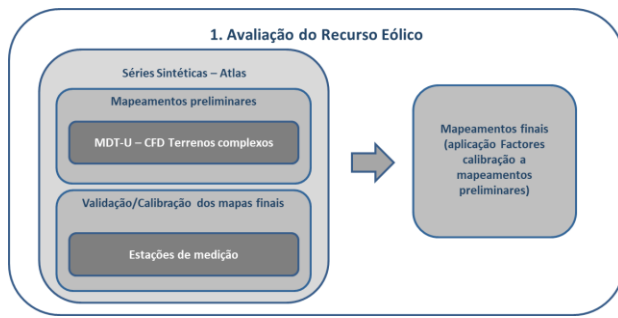 1. Avaliação do Recurso Eólico
Séries Sintéticas – Atlas
Mapeamentos preliminares
MDT-U – CFD Terrenos complexos
Validação/Calibração dos mapas finais
Estações de medição
Mapeamentos finais
(aplicação Factores
calibração a
mapeamentos
preliminares)